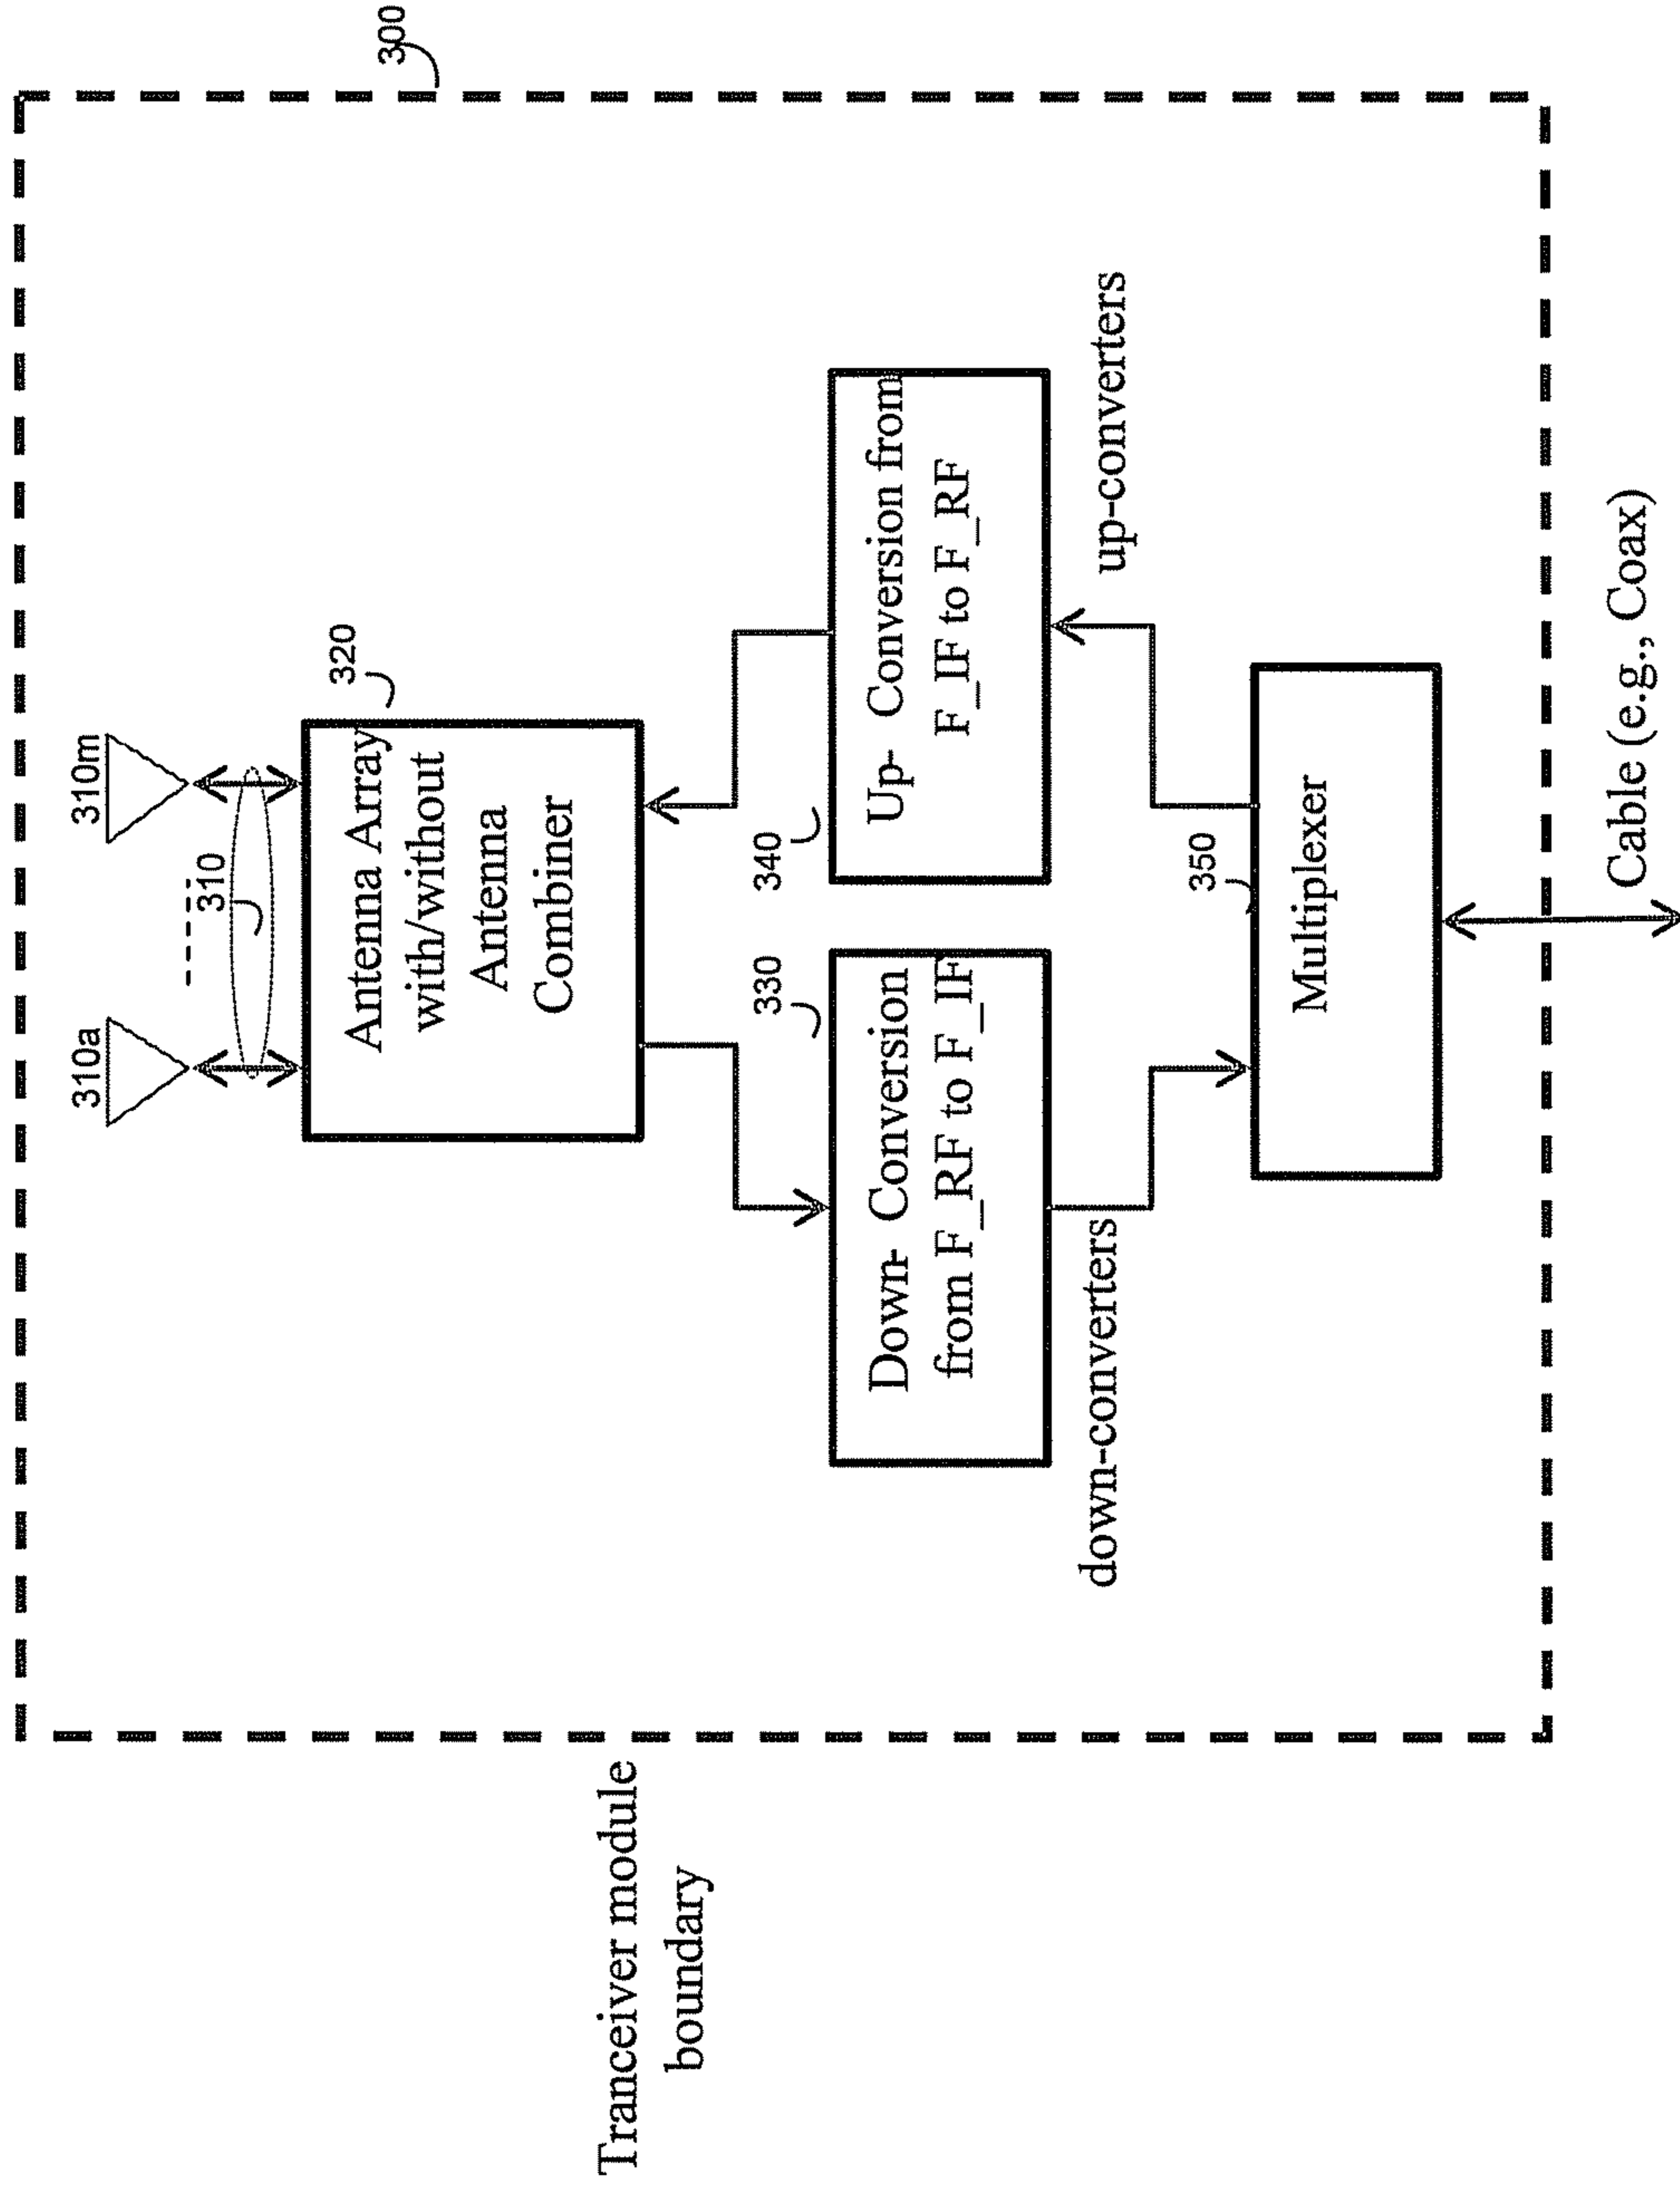 300
310a
310m
310
320
Antenna Array
with/without
Antenna
Combiner
330
Down- Conversion
from F_RF to F_IF
340
Up- Conversion from
F_IF to F_RF
down-converters
up-converters
350
Multiplexer
Cable (e.g., Coax)
Tranceiver module
boundary